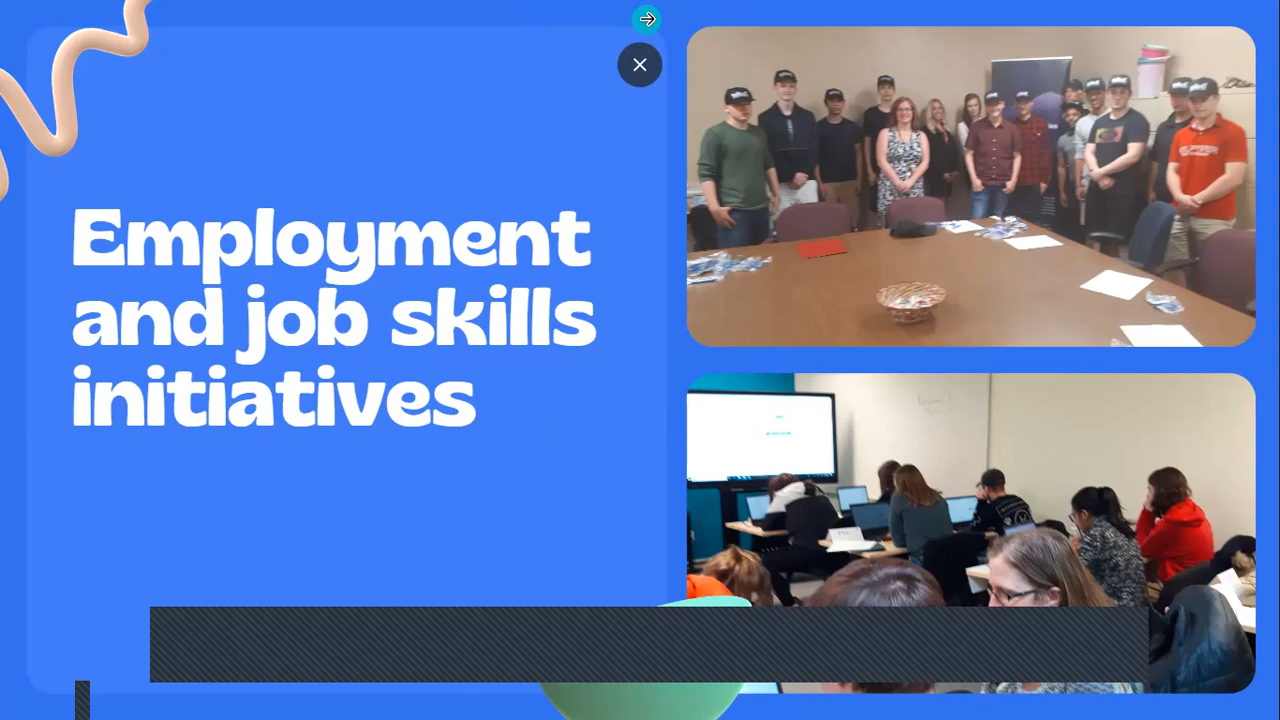 Employment
and job skills
initiatives